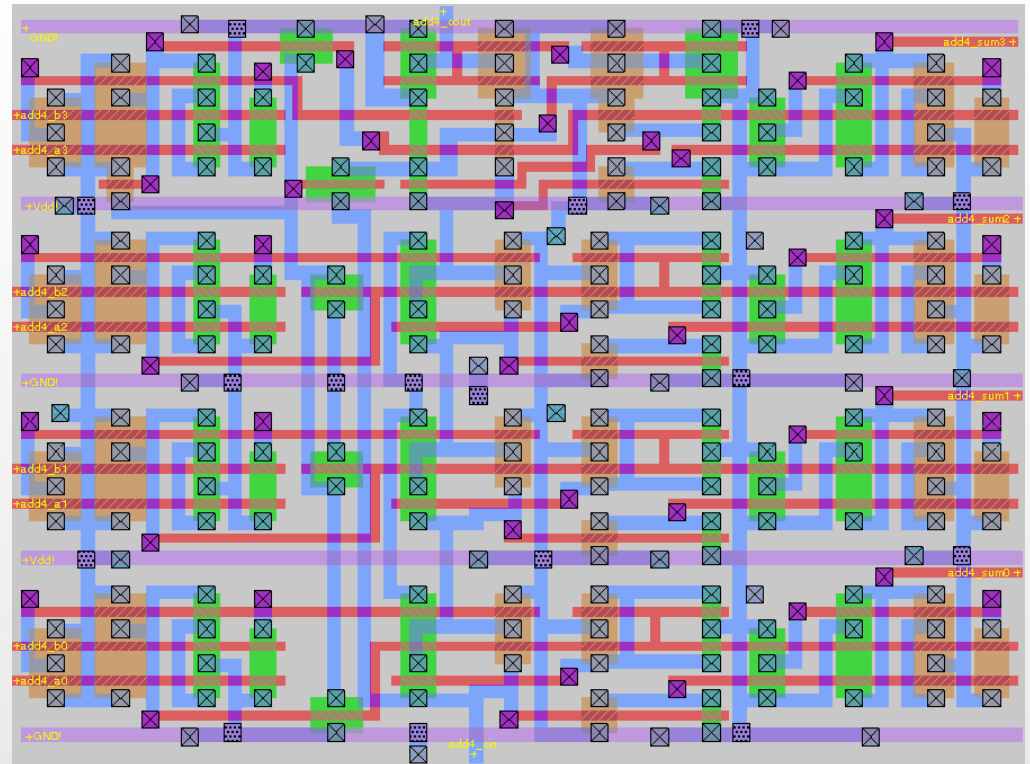 +
add4_cout
GND!
add4_sum3 +
+add4_b3
+add4_a3
+Vdd!
add4_sum2 +
+add4_b2
+add4_a2
+GND!
add4_sum1 +
+add4_b1
+add4_a1
+Vdd!
add4_sum0 +
+add4_b0
+add4_a0
+GND!
add4_cin
+